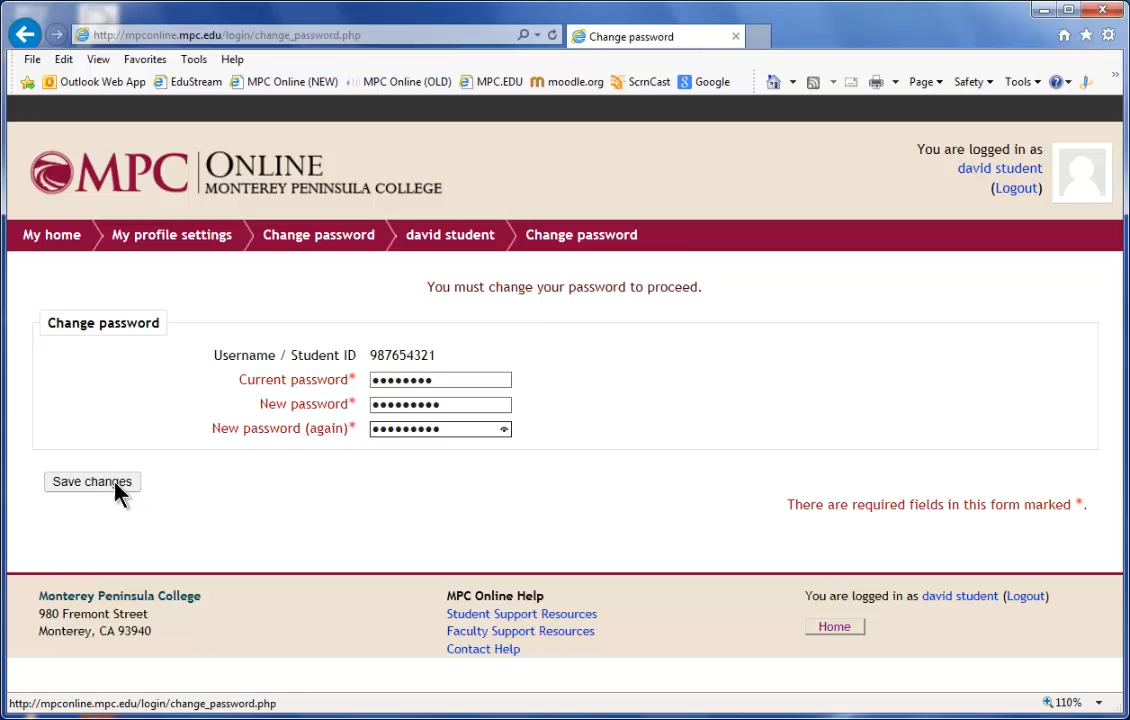 http://mpconline.mpc.edu/login/change_password.php
Change password
File Edit View Favorites Tools Help
Outlook Web App EduStream MPC Online (NEW) MPC Online (OLD) MPC.EDU moodle.org ScrnCast Google Page Safety Tools
MPC ONLINE
MONTEREY PENINSULA COLLEGE
You are logged in as
david student
(Logout)
My home My profile settings Change password david student Change password
You must change your password to proceed.
Change password
Username / Student ID 987654321
Current password* ••••••••
New password* •••••••••
New password (again)* •••••••••
Save changes
There are required fields in this form marked *.
Monterey Peninsula College
980 Fremont Street
Monterey, CA 93940
MPC Online Help
Student Support Resources
Faculty Support Resources
Contact Help
You are logged in as david student (Logout)
Home
http://mpconline.mpc.edu/login/change_password.php
110%